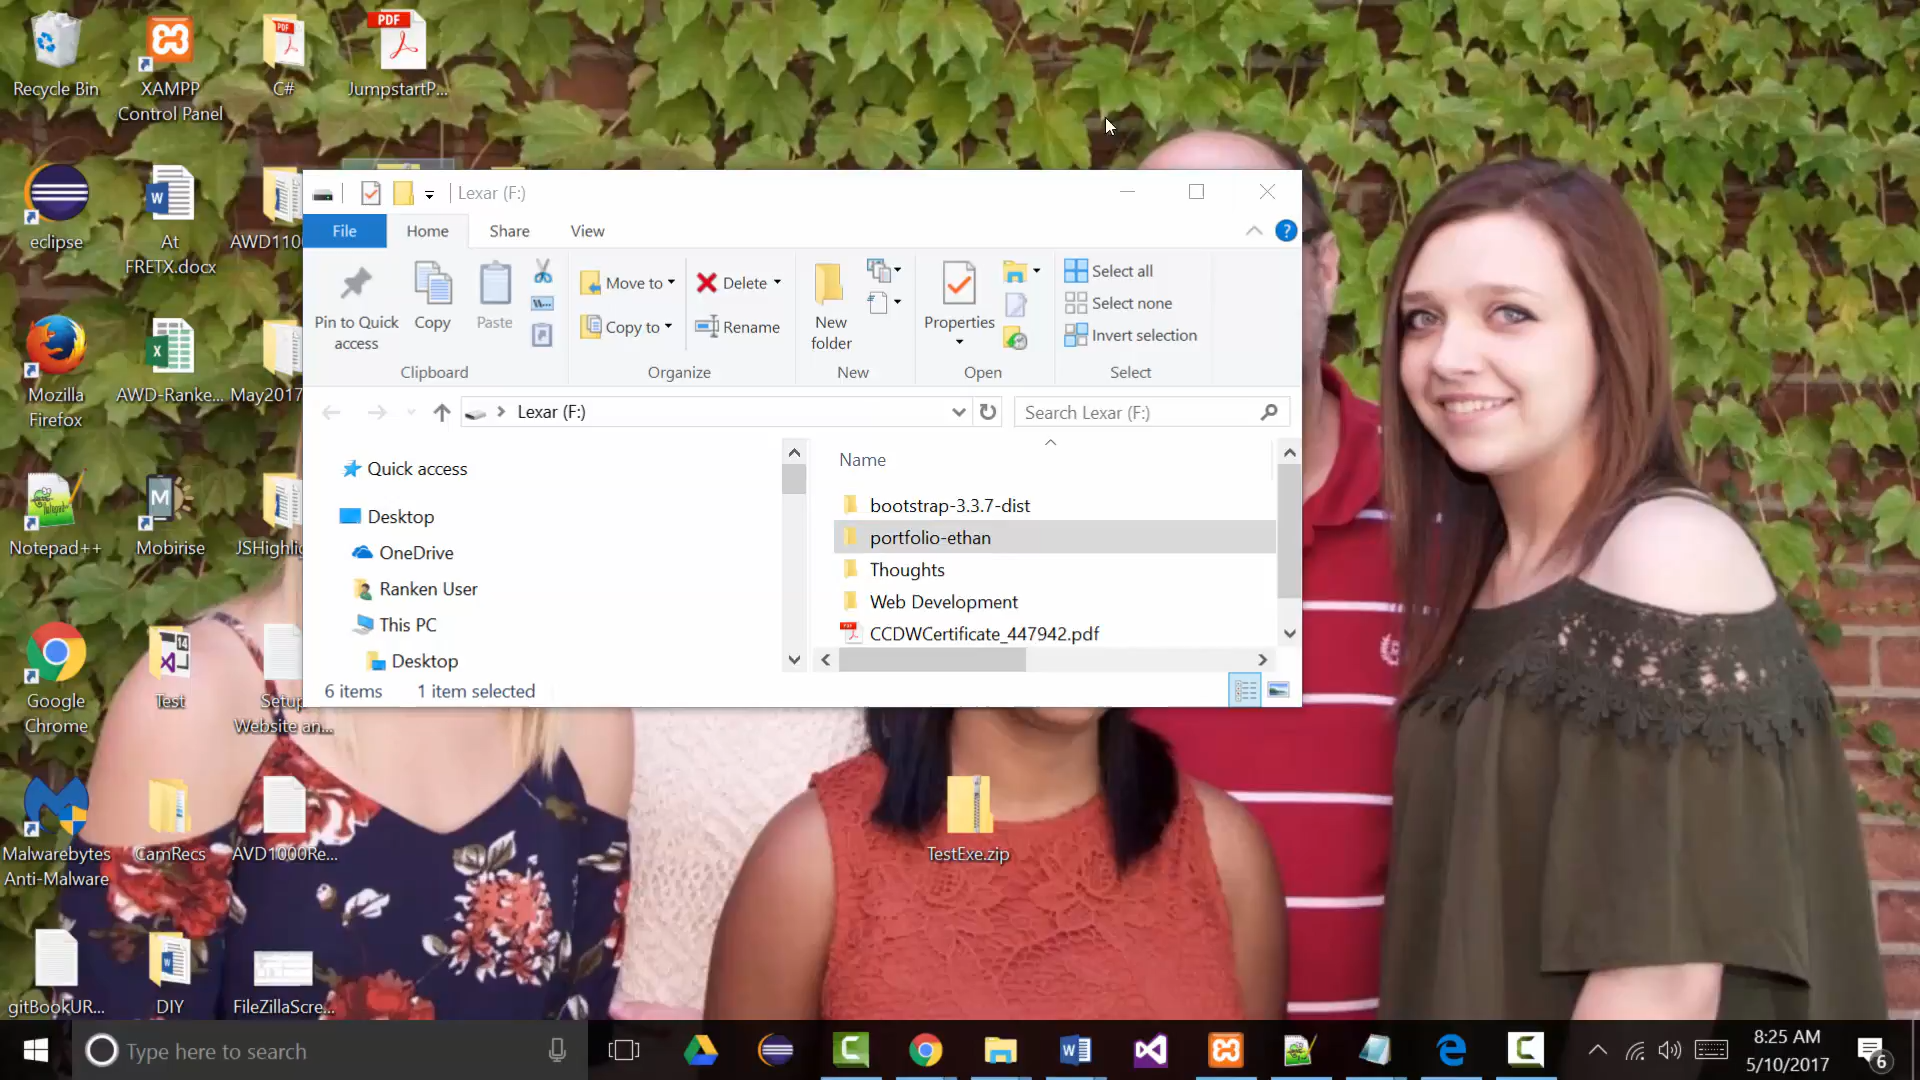 Recycle Bin
XAMPP
Control Panel
C#
PDF
JumpstartP...
eclipse
At
FRETX.docx
AWD110
Mozilla
Firefox
AWD-Ranke...
May2017
Notepad++
Mobirise
JSHighli
Google
Chrome
Test
Setup
Website an...
Malwarebytes
Anti-Malware
CamRecs
AVD1000Re...
gitBookUR...
DIY
FileZillaScre...
TestExe.zip
Lexar (F:)
File
Home
Share
View
Pin to Quick
access
Copy
Paste
Clipboard
Move to
Copy to
Delete
Rename
Organize
New
folder
New
Properties
Open
Select all
Select none
Invert selection
Select
Lexar (F:)
Search Lexar (F:)
Quick access
Desktop
OneDrive
Ranken User
This PC
Desktop
Name
bootstrap-3.3.7-dist
portfolio-ethan
Thoughts
Web Development
CCDWCertificate_447942.pdf
6 items
1 item selected
Type here to search
8:25 AM
5/10/2017
6